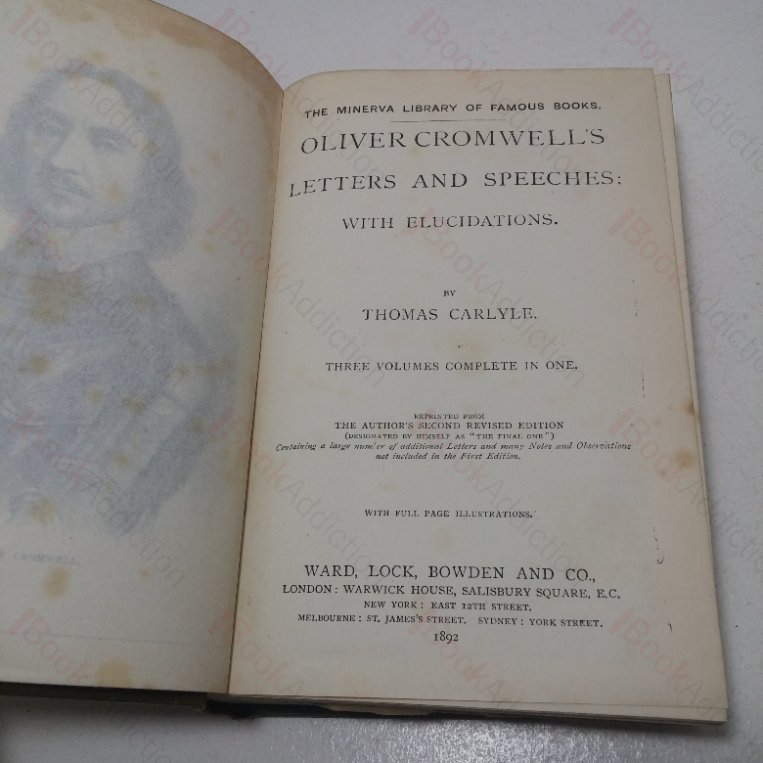 THE MINERVA LIBRARY OF FAMOUS BOOKS.
OLIVER CROMWELL'S
LETTERS AND SPEECHES:
WITH ELUCIDATIONS.
BY
THOMAS CARLYLE.
THREE VOLUMES COMPLETE IN ONE.
REPRINTED FROM
THE AUTHOR'S SECOND REVISED EDITION
(DESIGNATED BY HIMSELF AS "THE FINAL ONE")
Containing a large number of additional Letters and many Notes and Observations
not included in the First Edition.
WITH FULL PAGE ILLUSTRATIONS.
WARD, LOCK, BOWDEN AND CO.,
LONDON: WARWICK HOUSE, SALISBURY SQUARE, E.C.
NEW YORK: EAST 12TH STREET.
MELBOURNE: ST. JAMES'S STREET. SYDNEY: YORK STREET.
1892
CROMWELL.
BookAddiction